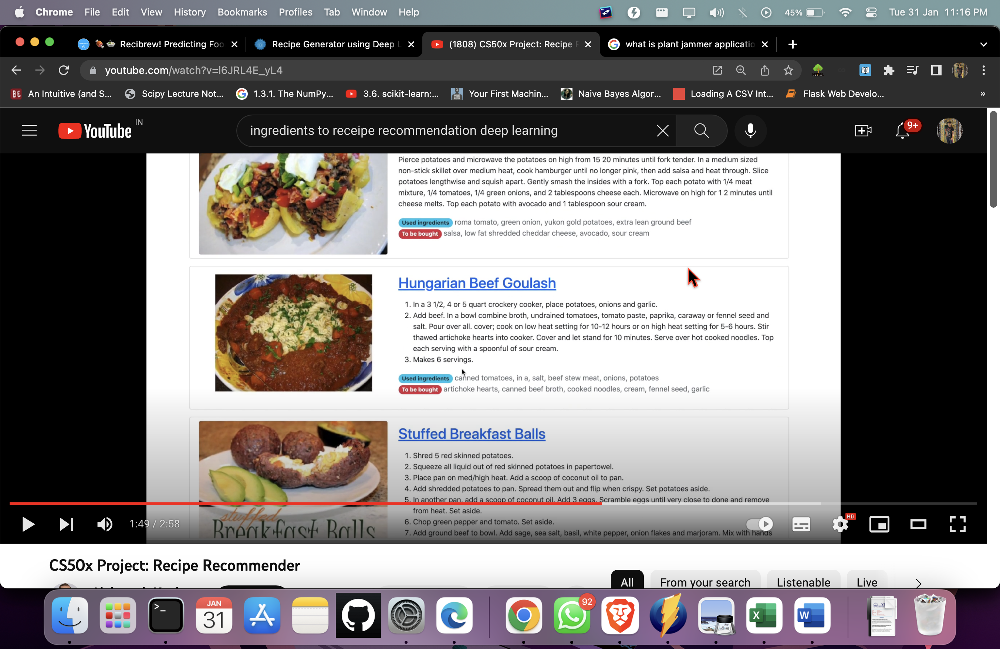 Chrome File Edit View History Bookmarks Profiles Tab Window Help 45% Tue 31 Jan 11:16 PM
Recibrew! Predicting Foo
Recipe Generator using Deep L
(1808) CS50x Project: Recipe R
what is plant jammer applicatio
youtube.com/watch?v=l6JRL4E_yL4
BE An Intuitive (and S...
Scipy Lecture Not...
1.3.1. The NumPy...
3.6. scikit-learn:...
Your First Machin...
Naive Bayes Algor...
Loading A CSV Int...
Flask Web Develo...
»
YouTube IN
ingredients to receipe recommendation deep learning
9+
Pierce potatoes and microwave the potatoes on high from 15 20 minutes until fork tender. In a medium sized
non-stick skillet over medium heat, cook hamburger until no longer pink, then add salsa and heat through. Slice
potatoes lengthwise and squish apart. Gently smash the insides with a fork. Top each potato with 1/4 meat
mixture, 1/4 tomatoes, 1/4 green onions, and 2 tablespoons cheese each. Microwave on high for 1 2 minutes until
cheese melts. Top each potato with avocado and 1 tablespoon sour cream.
Used ingredients roma tomato, green onion, yukon gold potatoes, extra lean ground beef
To be bought salsa, low fat shredded cheddar cheese, avocado, sour cream
Hungarian Beef Goulash
1. In a 3 1/2, 4 or 5 quart crockery cooker, place potatoes, onions and garlic.
2. Add beef. In a bowl combine broth, undrained tomatoes, tomato paste, paprika, caraway or fennel seed and
salt. Pour over all. cover; cook on low heat setting for 10-12 hours or on high heat setting for 5-6 hours. Stir
thawed artichoke hearts into cooker. Cover and let stand for 10 minutes. Serve over hot cooked noodles. Top
each serving with a spoonful of sour cream.
3. Makes 6 servings.
Used ingredients canned tomatoes, in a, salt, beef stew meat, onions, potatoes
To be bought artichoke hearts, canned beef broth, cooked noodles, cream, fennel seed, garlic
Stuffed Breakfast Balls
1. Shred 5 red skinned potatoes.
2. Squeeze all liquid out of red skinned potatoes in papertowel.
3. Place pan on med/high heat. Add a scoop of coconut oil to pan.
4. Add shredded potatoes to pan. Spread them out and flip when crispy. Set potatoes aside.
5. In another pan, add a scoop of coconut oil. Add 3 eggs. Scramble eggs until very close to done and remove
from heat. Set aside.
6. Chop green pepper and tomato. Set aside.
7. Add ground beef to bowl. Add sage, sea salt, basil, white pepper, onion flakes and marjoram. Mix with hands
stuffed
Breakfast Balls
1:49 / 2:58
HD
CS50x Project: Recipe Recommender
All From your search Listenable Live
JAN
31
92
X
W